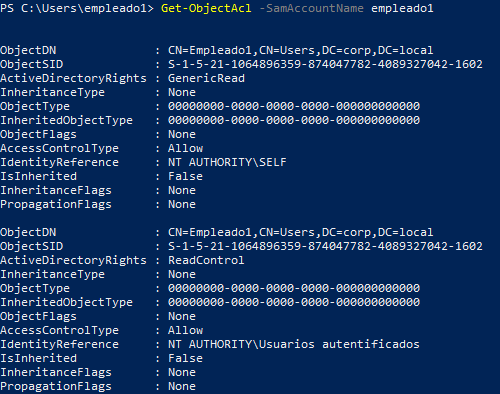 PS C:\Users\empleado1> Get-ObjectAcl -SamAccountName empleado1
ObjectDN : CN=Empleado1,CN=Users,DC=corp,DC=local
ObjectSID : S-1-5-21-1064896359-874047782-4089327042-1602
ActiveDirectoryRights : GenericRead
InheritanceType : None
ObjectType : 00000000-0000-0000-0000-000000000000
InheritedObjectType : 00000000-0000-0000-0000-000000000000
ObjectFlags : None
AccessControlType : Allow
IdentityReference : NT AUTHORITY\SELF
IsInherited : False
InheritanceFlags : None
PropagationFlags : None
ObjectDN : CN=Empleado1,CN=Users,DC=corp,DC=local
ObjectSID : S-1-5-21-1064896359-874047782-4089327042-1602
ActiveDirectoryRights : ReadControl
InheritanceType : None
ObjectType : 00000000-0000-0000-0000-000000000000
InheritedObjectType : 00000000-0000-0000-0000-000000000000
ObjectFlags : None
AccessControlType : Allow
IdentityReference : NT AUTHORITY\Usuarios autentificados
IsInherited : False
InheritanceFlags : None
PropagationFlags : None